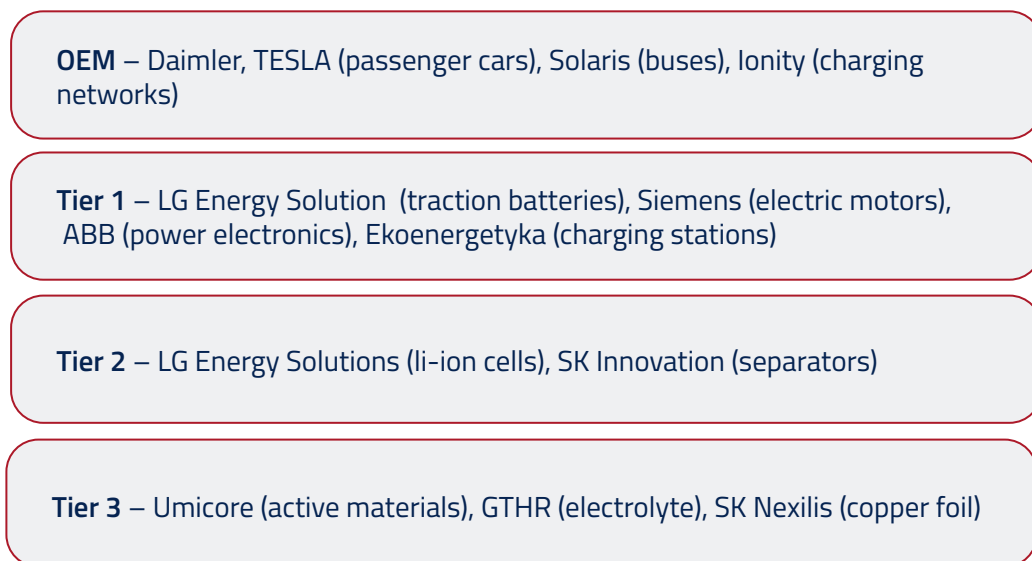 OEM – Daimler, TESLA (passenger cars), Solaris (buses), Ionity (charging
networks)
Tier 1 – LG Energy Solution (traction batteries), Siemens (electric motors),
ABB (power electronics), Ekoenergetyka (charging stations)
Tier 2 – LG Energy Solutions (li-ion cells), SK Innovation (separators)
Tier 3 – Umicore (active materials), GTHR (electrolyte), SK Nexilis (copper foil)